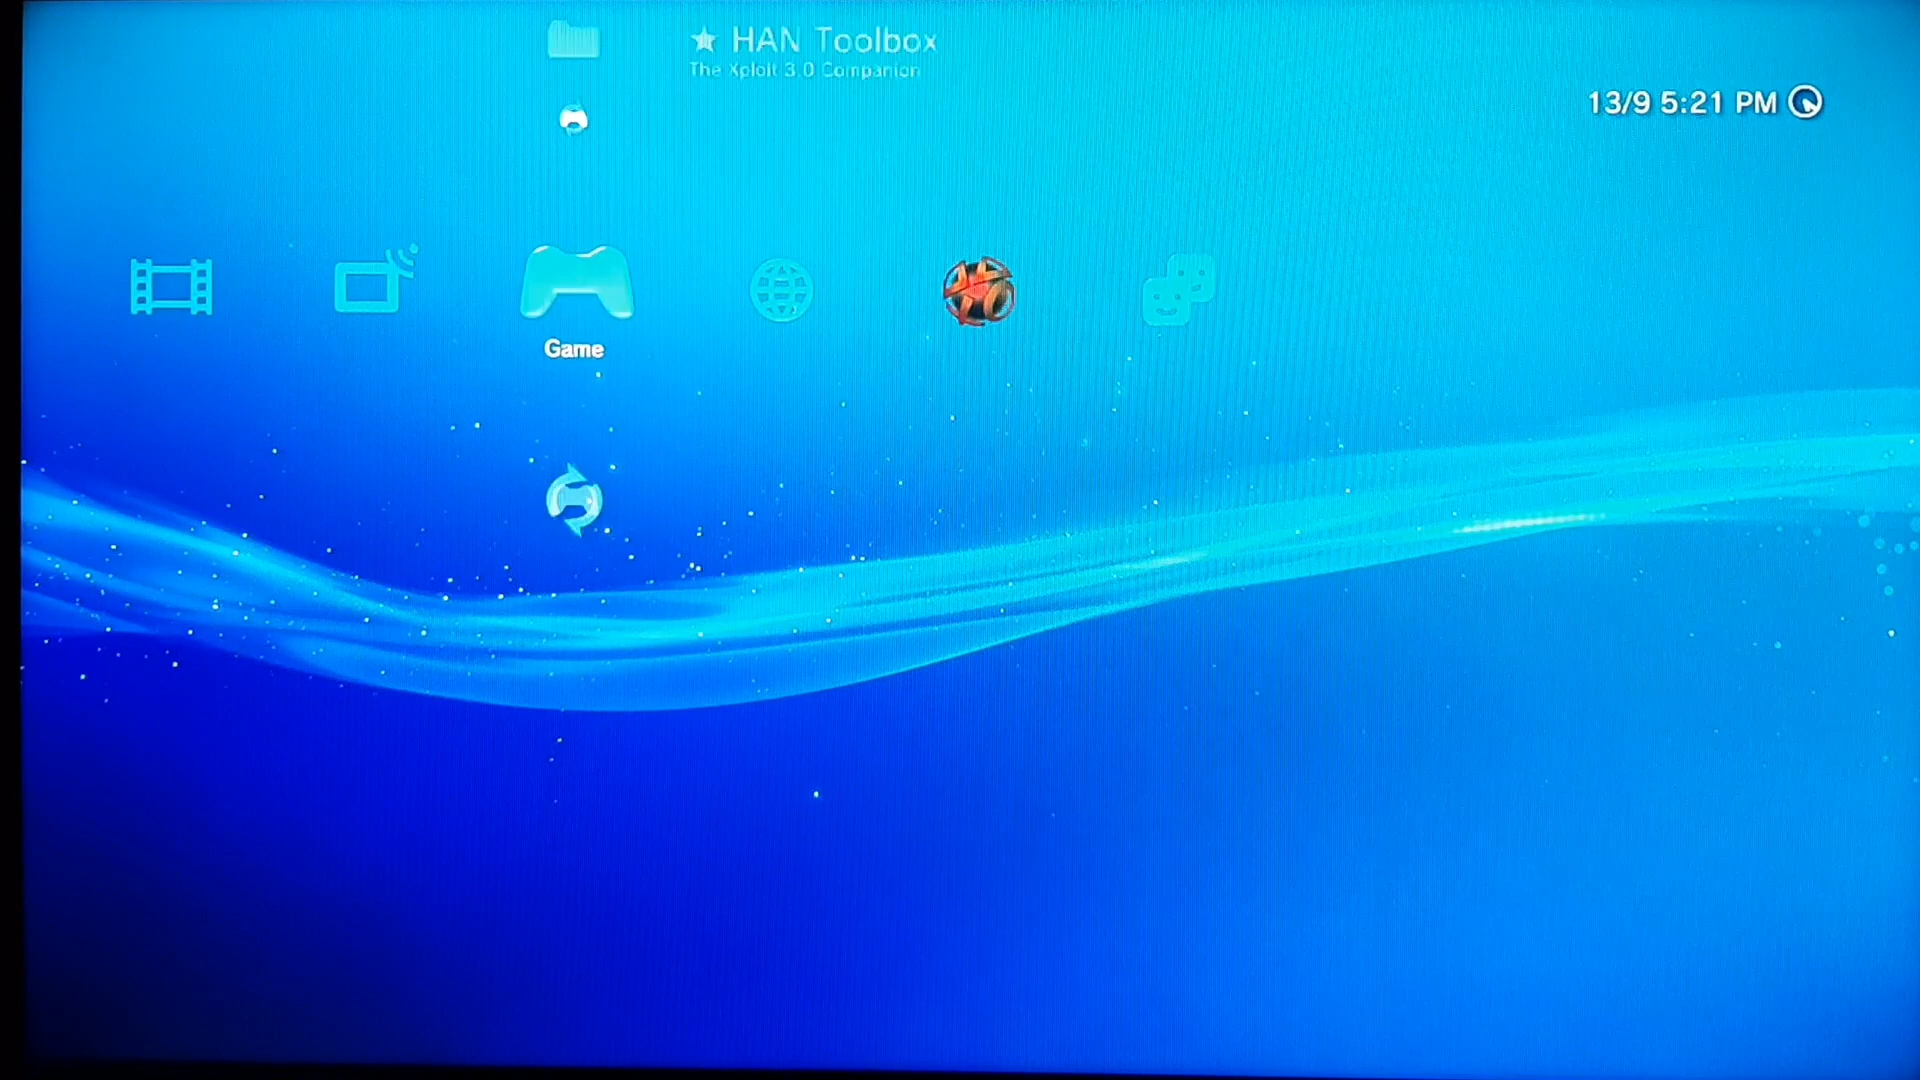 ★ HAN Toolbox
The Xploit 3.0 Companion
13/9 5:21 PM
Game